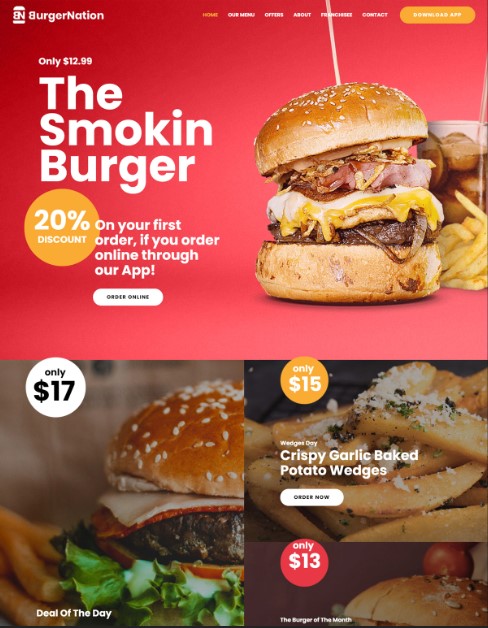 BN BurgerNation
HOME OUR MENU OFFERS ABOUT FRANCHISES CONTACT DOWNLOAD APP
Only $12.99
The
Smokin
Burger
20%
DISCOUNT
On your first
order, if you order
online through
our App!
ORDER ONLINE
only
$17
Deal Of The Day
only
$15
Wedges Day
Crispy Garlic Baked
Potato Wedges
ORDER NOW
only
$13
The Burger of The Month